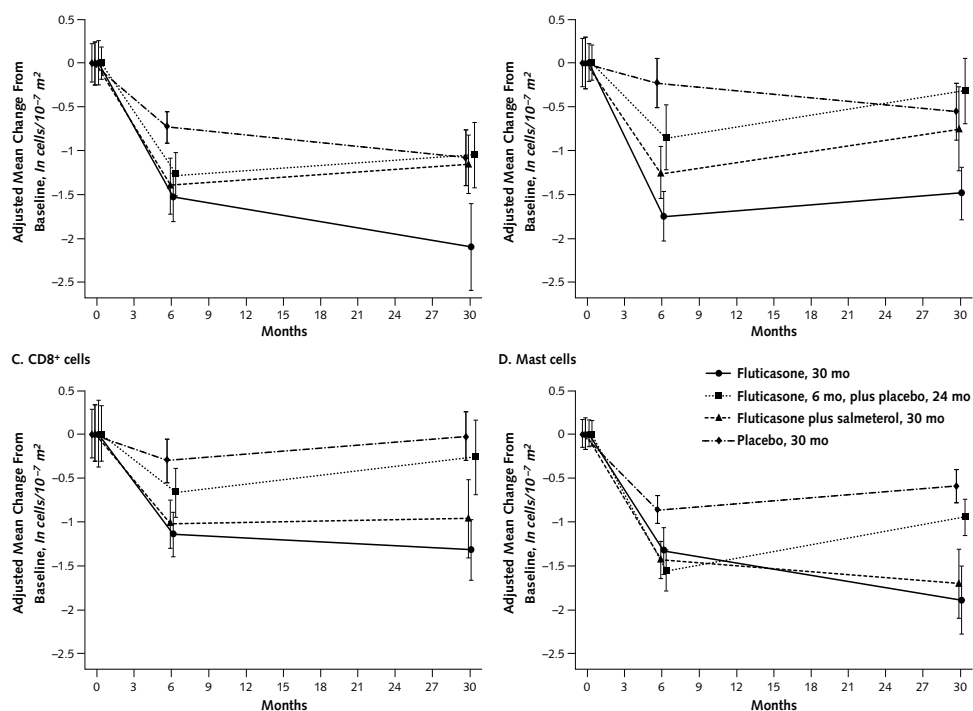 0.5
0
–0.5
–1
–1.5
–2
–2.5
Adjusted Mean Change From
Baseline, ln cells/10⁻⁷ m²
0 3 6 9 12 15 18 21 24 27 30
Months
0.5
0
–0.5
–1
–1.5
–2
–2.5
Adjusted Mean Change From
Baseline, ln cells/10⁻⁷ m²
0 3 6 9 12 15 18 21 24 27 30
Months
C. CD8⁺ cells
0.5
0
–0.5
–1
–1.5
–2
–2.5
Adjusted Mean Change From
Baseline, ln cells/10⁻⁷ m²
0 3 6 9 12 15 18 21 24 27 30
Months
D. Mast cells
Fluticasone, 30 mo
Fluticasone, 6 mo, plus placebo, 24 mo
Fluticasone plus salmeterol, 30 mo
Placebo, 30 mo
0.5
0
–0.5
–1
–1.5
–2
–2.5
Adjusted Mean Change From
Baseline, ln cells/10⁻⁷ m²
0 3 6 9 12 15 18 21 24 27 30
Months